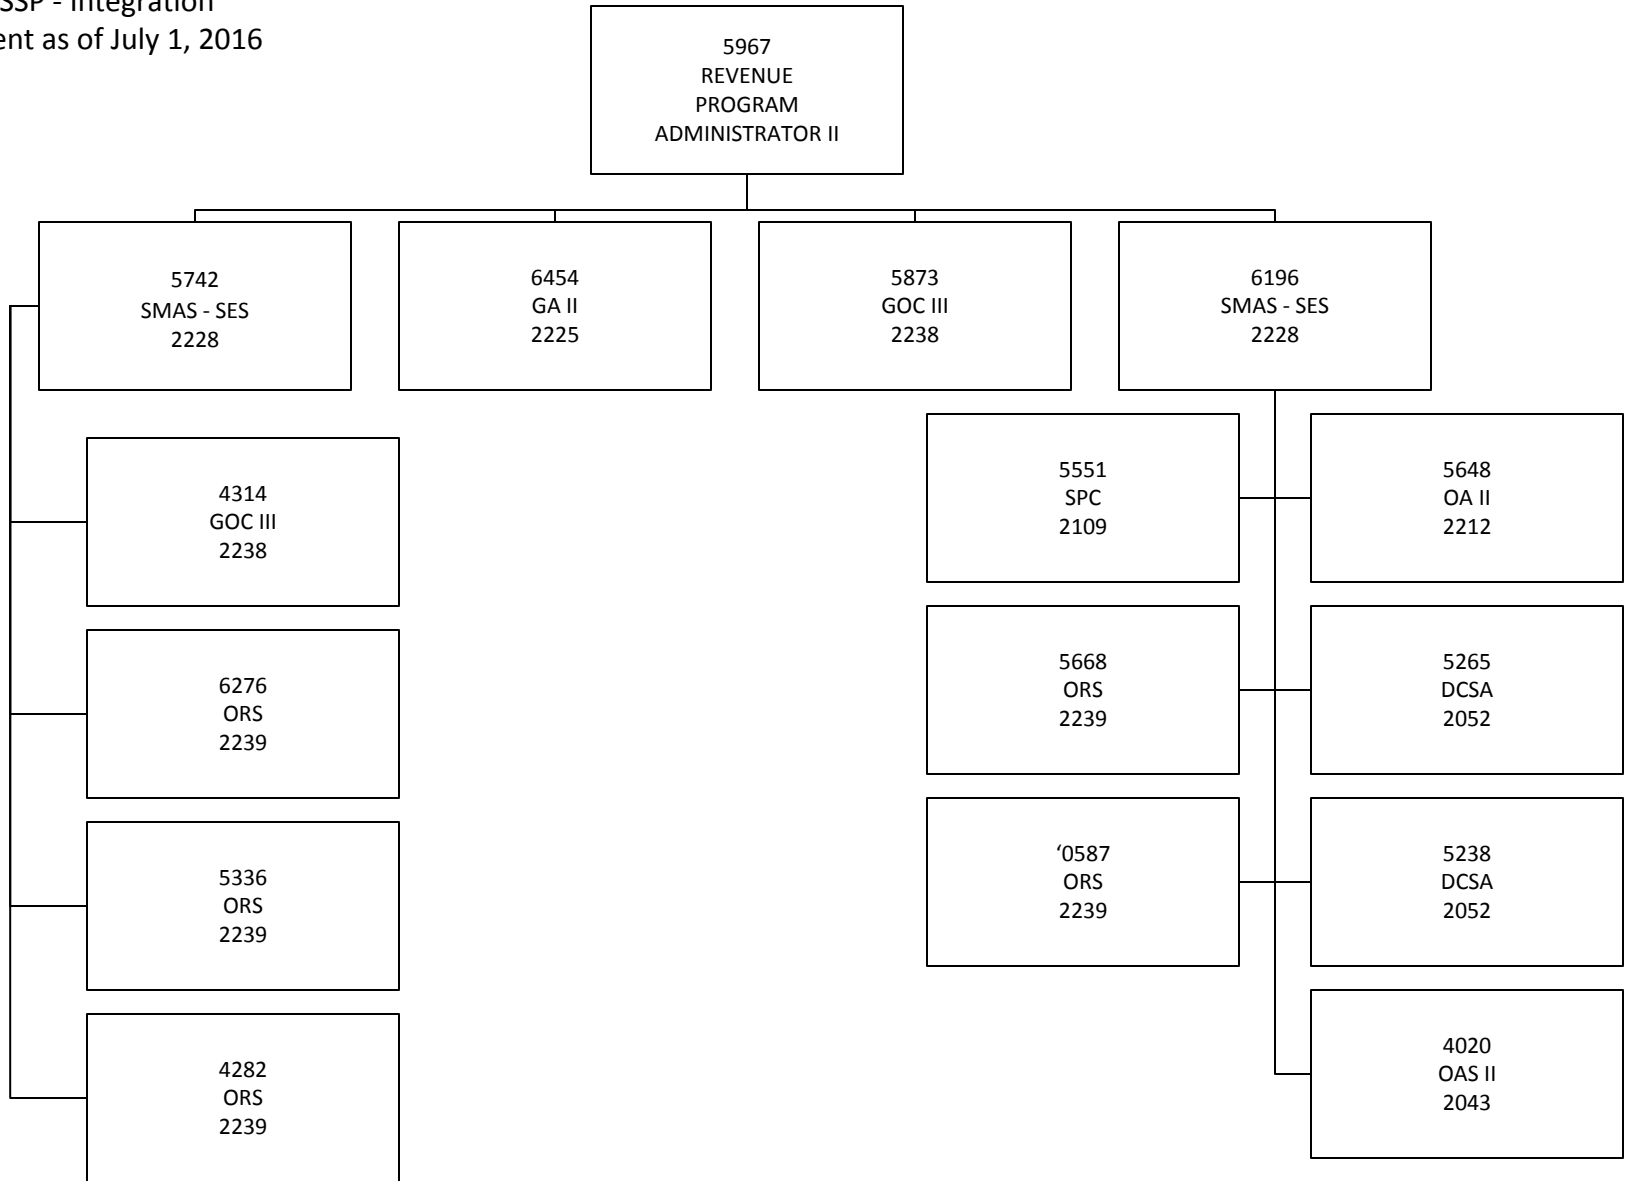 SSP - Integration
as of July 1, 2016
5967
REVENUE
PROGRAM
ADMINISTRATOR II
5742
SMAS - SES
2228
6454
GA II
2225
5873
GOC III
2238
6196
SMAS - SES
2228
4314
GOC III
2238
6276
ORS
2239
5336
ORS
2239
4282
ORS
2239
5551
SPC
2109
5648
OA II
2212
5668
ORS
2239
5265
DCSA
2052
‘0587
ORS
2239
5238
DCSA
2052
4020
OAS II
2043